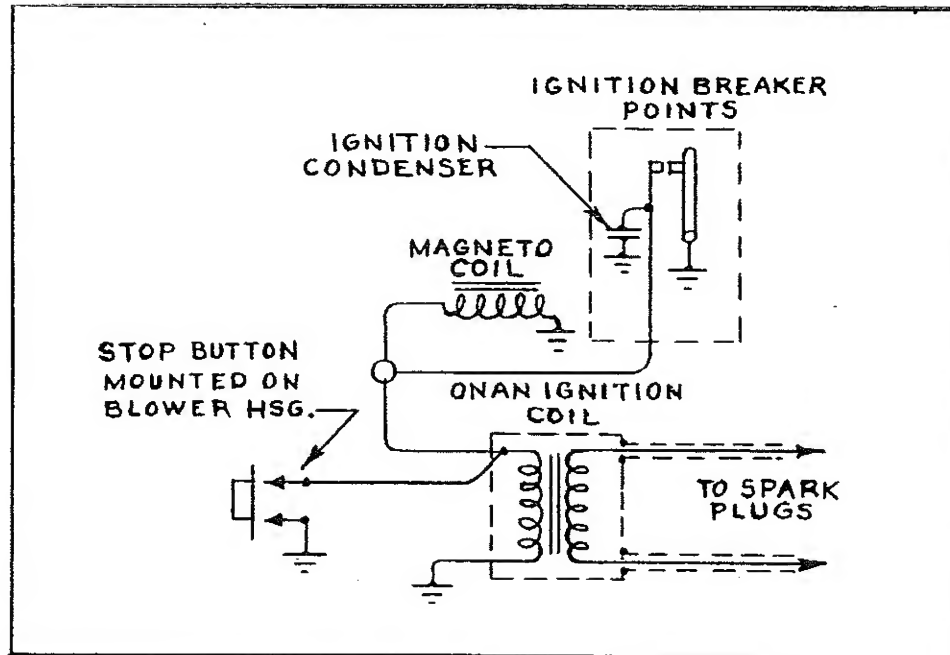 IGNITION BREAKER
POINTS
IGNITION
CONDENSER
MAGNETO
COIL
STOP BUTTON
MOUNTED ON
BLOWER HSG.
ONAN IGNITION
COIL
TO SPARK
PLUGS